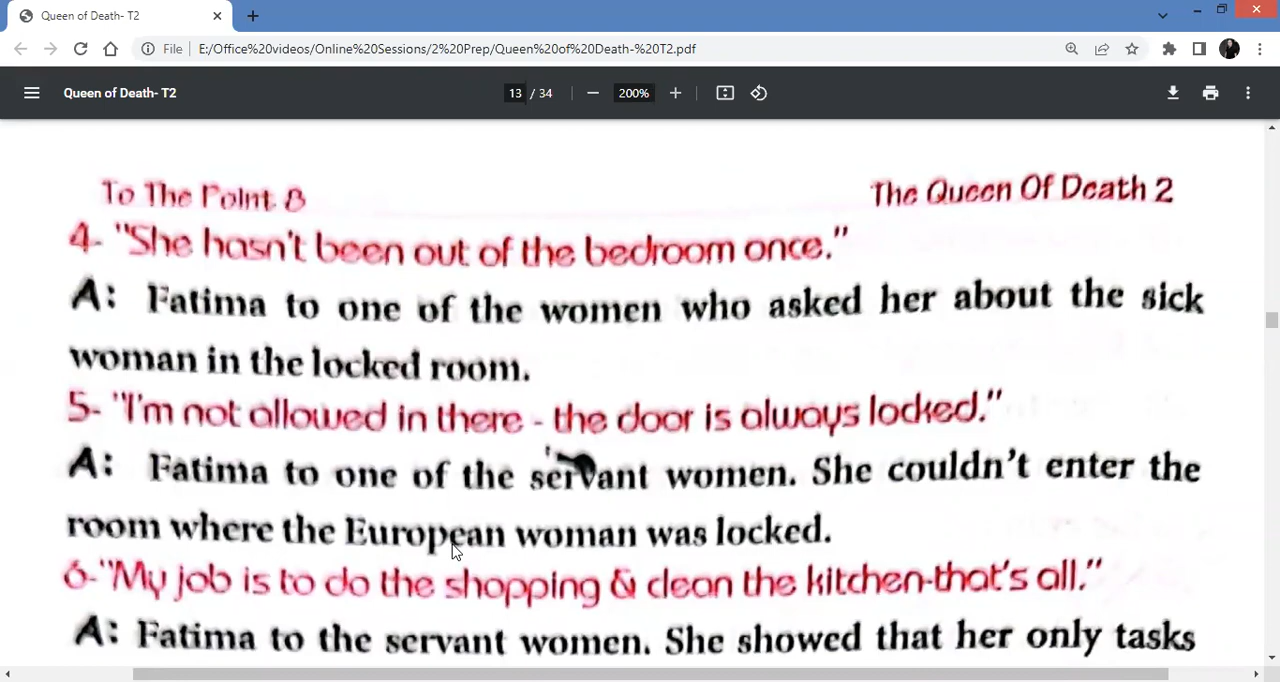 Queen of Death- T2
File | E:/Office%20videos/Online%20Sessions/2%20Prep/Queen%20of%20Death-%20T2.pdf
Queen of Death- T2 13 / 34 200%
To The Point 8 The Queen Of Death 2
4- "She hasn't been out of the bedroom once."
A: Fatima to one of the women who asked her about the sick
woman in the locked room.
5- "I'm not allowed in there - the door is always locked."
A: Fatima to one of the servant women. She couldn't enter the
room where the European woman was locked.
6-"My job is to do the shopping & clean the kitchen-that's all."
A: Fatima to the servant women. She showed that her only tasks